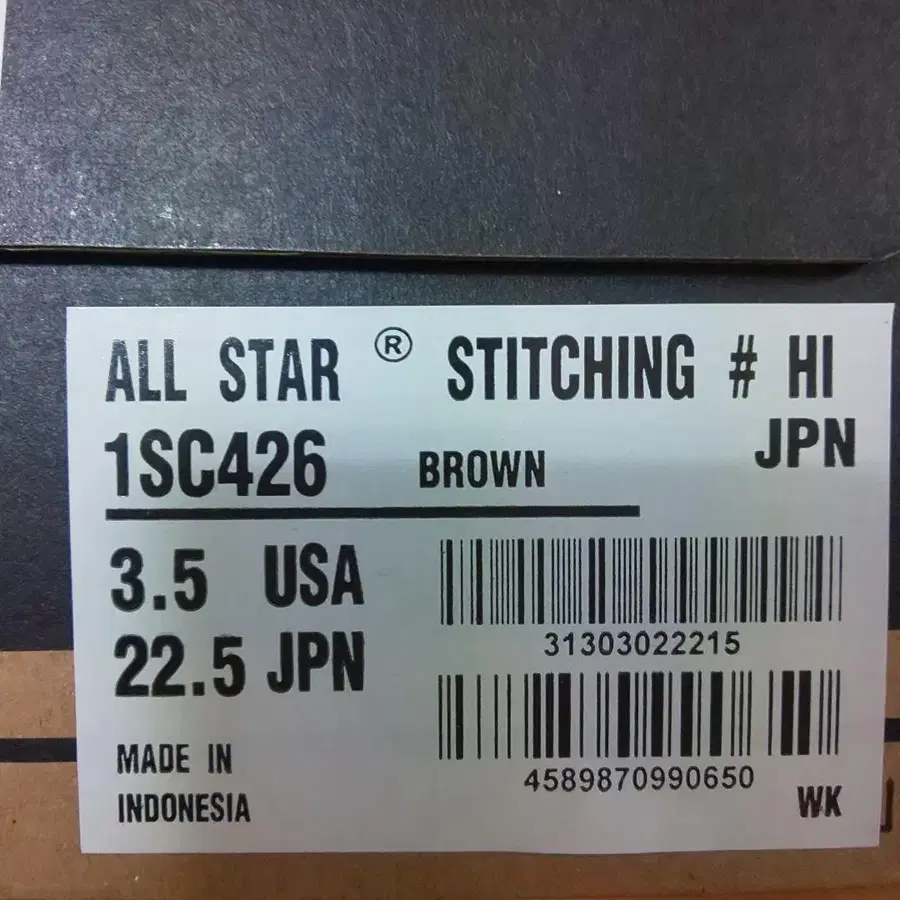 ALL STAR ® STITCHING # HI
1SC426 BROWN JPN
3.5 USA
22.5 JPN
31303022215
4589870990650
MADE IN
INDONESIA
WK